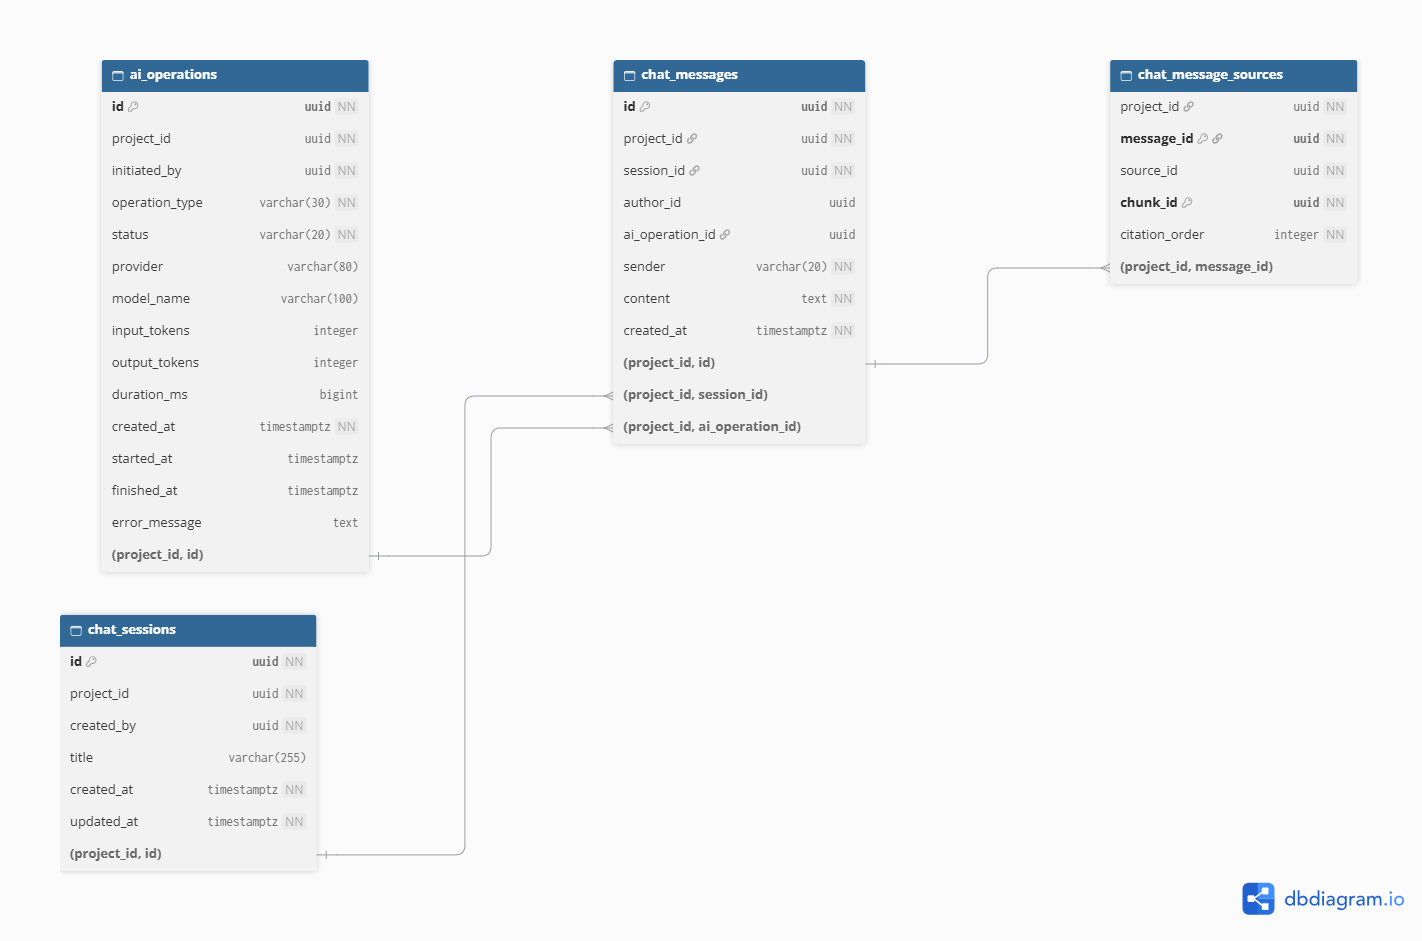 ai_operations
id uuid NN
project_id uuid NN
initiated_by uuid NN
operation_type varchar(30) NN
status varchar(20) NN
provider varchar(80)
model_name varchar(100)
input_tokens integer
output_tokens integer
duration_ms bigint
created_at timestamptz NN
started_at timestamptz
finished_at timestamptz
error_message text
(project_id, id)
chat_sessions
id uuid NN
project_id uuid NN
created_by uuid NN
title varchar(255)
created_at timestamptz NN
updated_at timestamptz NN
(project_id, id)
chat_messages
id uuid NN
project_id uuid NN
session_id uuid NN
author_id uuid
ai_operation_id uuid
sender varchar(20) NN
content text NN
created_at timestamptz NN
(project_id, id)
(project_id, session_id)
(project_id, ai_operation_id)
chat_message_sources
project_id uuid NN
message_id uuid NN
source_id uuid NN
chunk_id uuid NN
citation_order integer NN
(project_id, message_id)
dbdiagram.io